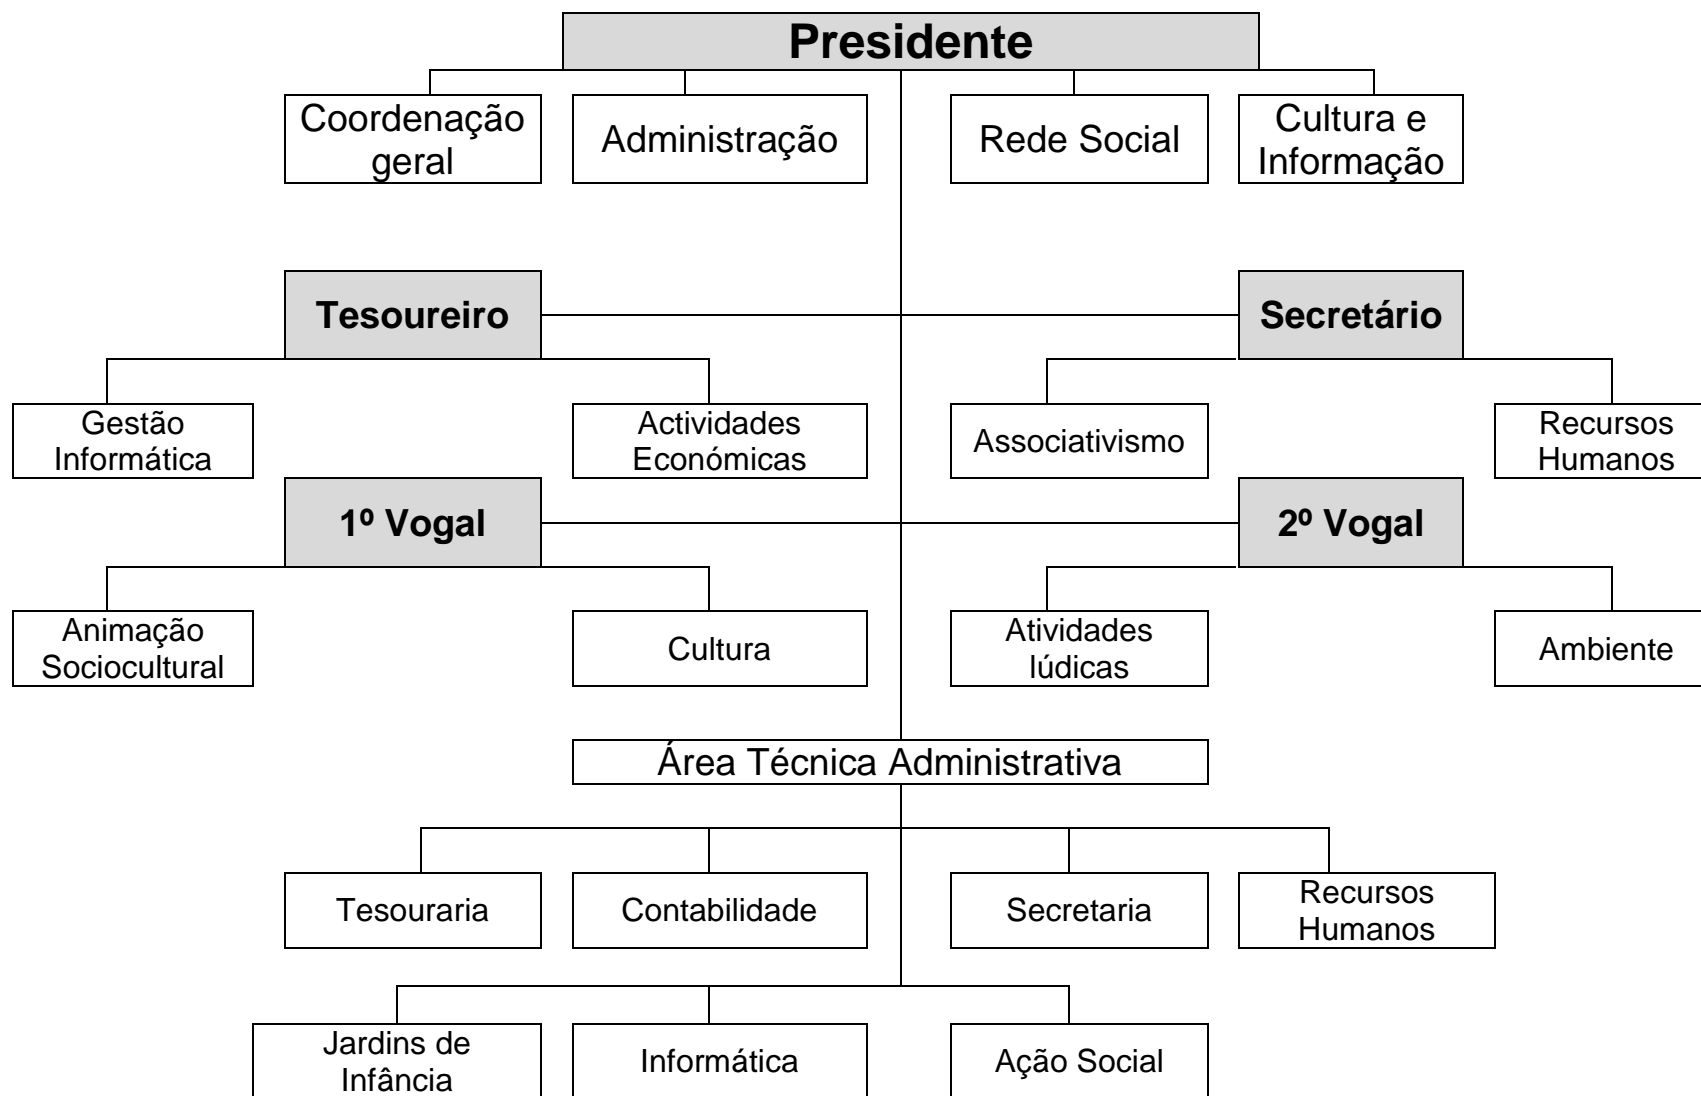 Presidente
Coordenação
geral
Administração
Rede Social
Cultura e
Informação
Tesoureiro
Secretário
Gestão
Informática
Actividades
Económicas
Associativismo
Recursos
Humanos
1º Vogal
2º Vogal
Animação
Sociocultural
Cultura
Atividades
lúdicas
Ambiente
Área Técnica Administrativa
Tesouraria
Contabilidade
Secretaria
Recursos
Humanos
Jardins de
Infância
Informática
Ação Social